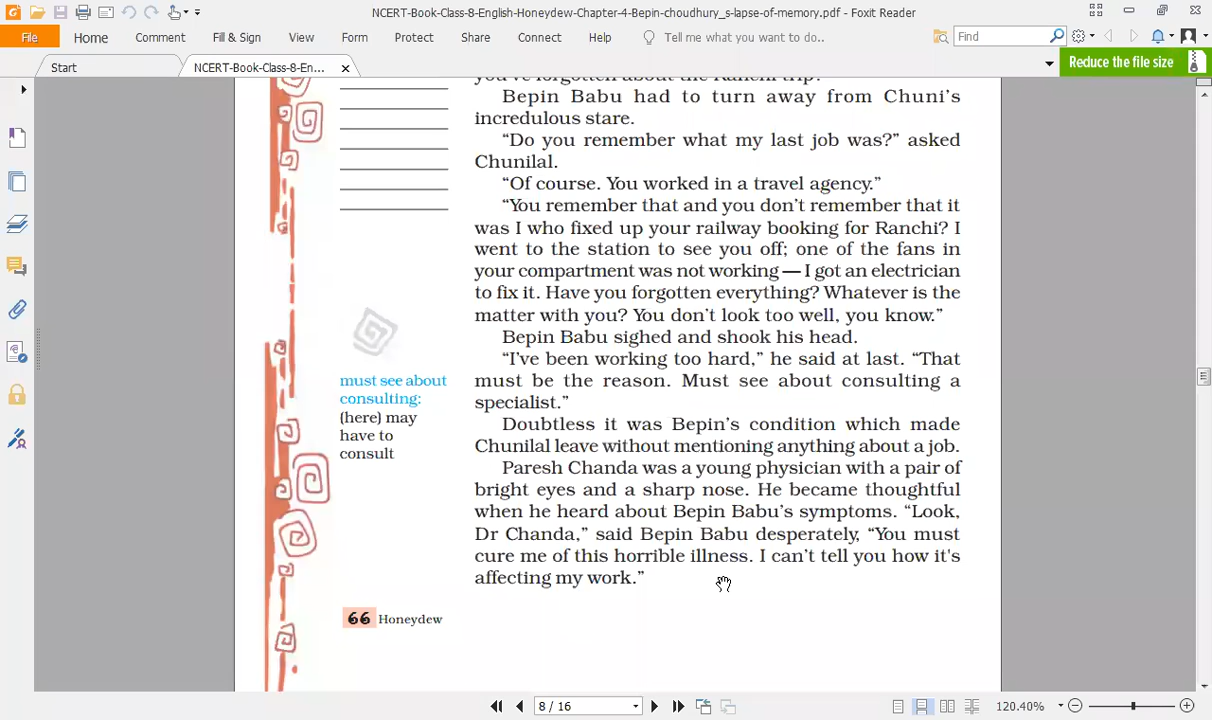 NCERT-Book-Class-8-English-Honeydew-Chapter-4-Bepin-choudhury_s-lapse-of-memory.pdf - Foxit Reader
File Home Comment Fill & Sign View Form Protect Share Connect Help Tell me what you want to do.. Find
Start NCERT-Book-Class-8-En... Reduce the file size
you've forgotten about the Ranchi trip?"
Bepin Babu had to turn away from Chuni's
incredulous stare.
"Do you remember what my last job was?" asked
Chunilal.
"Of course. You worked in a travel agency."
"You remember that and you don't remember that it
was I who fixed up your railway booking for Ranchi? I
went to the station to see you off; one of the fans in
your compartment was not working — I got an electrician
to fix it. Have you forgotten everything? Whatever is the
matter with you? You don't look too well, you know."
Bepin Babu sighed and shook his head.
"I've been working too hard," he said at last. "That
must be the reason. Must see about consulting a
specialist."
Doubtless it was Bepin's condition which made
Chunilal leave without mentioning anything about a job.
Paresh Chanda was a young physician with a pair of
bright eyes and a sharp nose. He became thoughtful
when he heard about Bepin Babu's symptoms. "Look,
Dr Chanda," said Bepin Babu desperately, "You must
cure me of this horrible illness. I can't tell you how it's
affecting my work."
must see about
consulting:
(here) may
have to
consult
66 Honeydew
8 / 16 120.40%